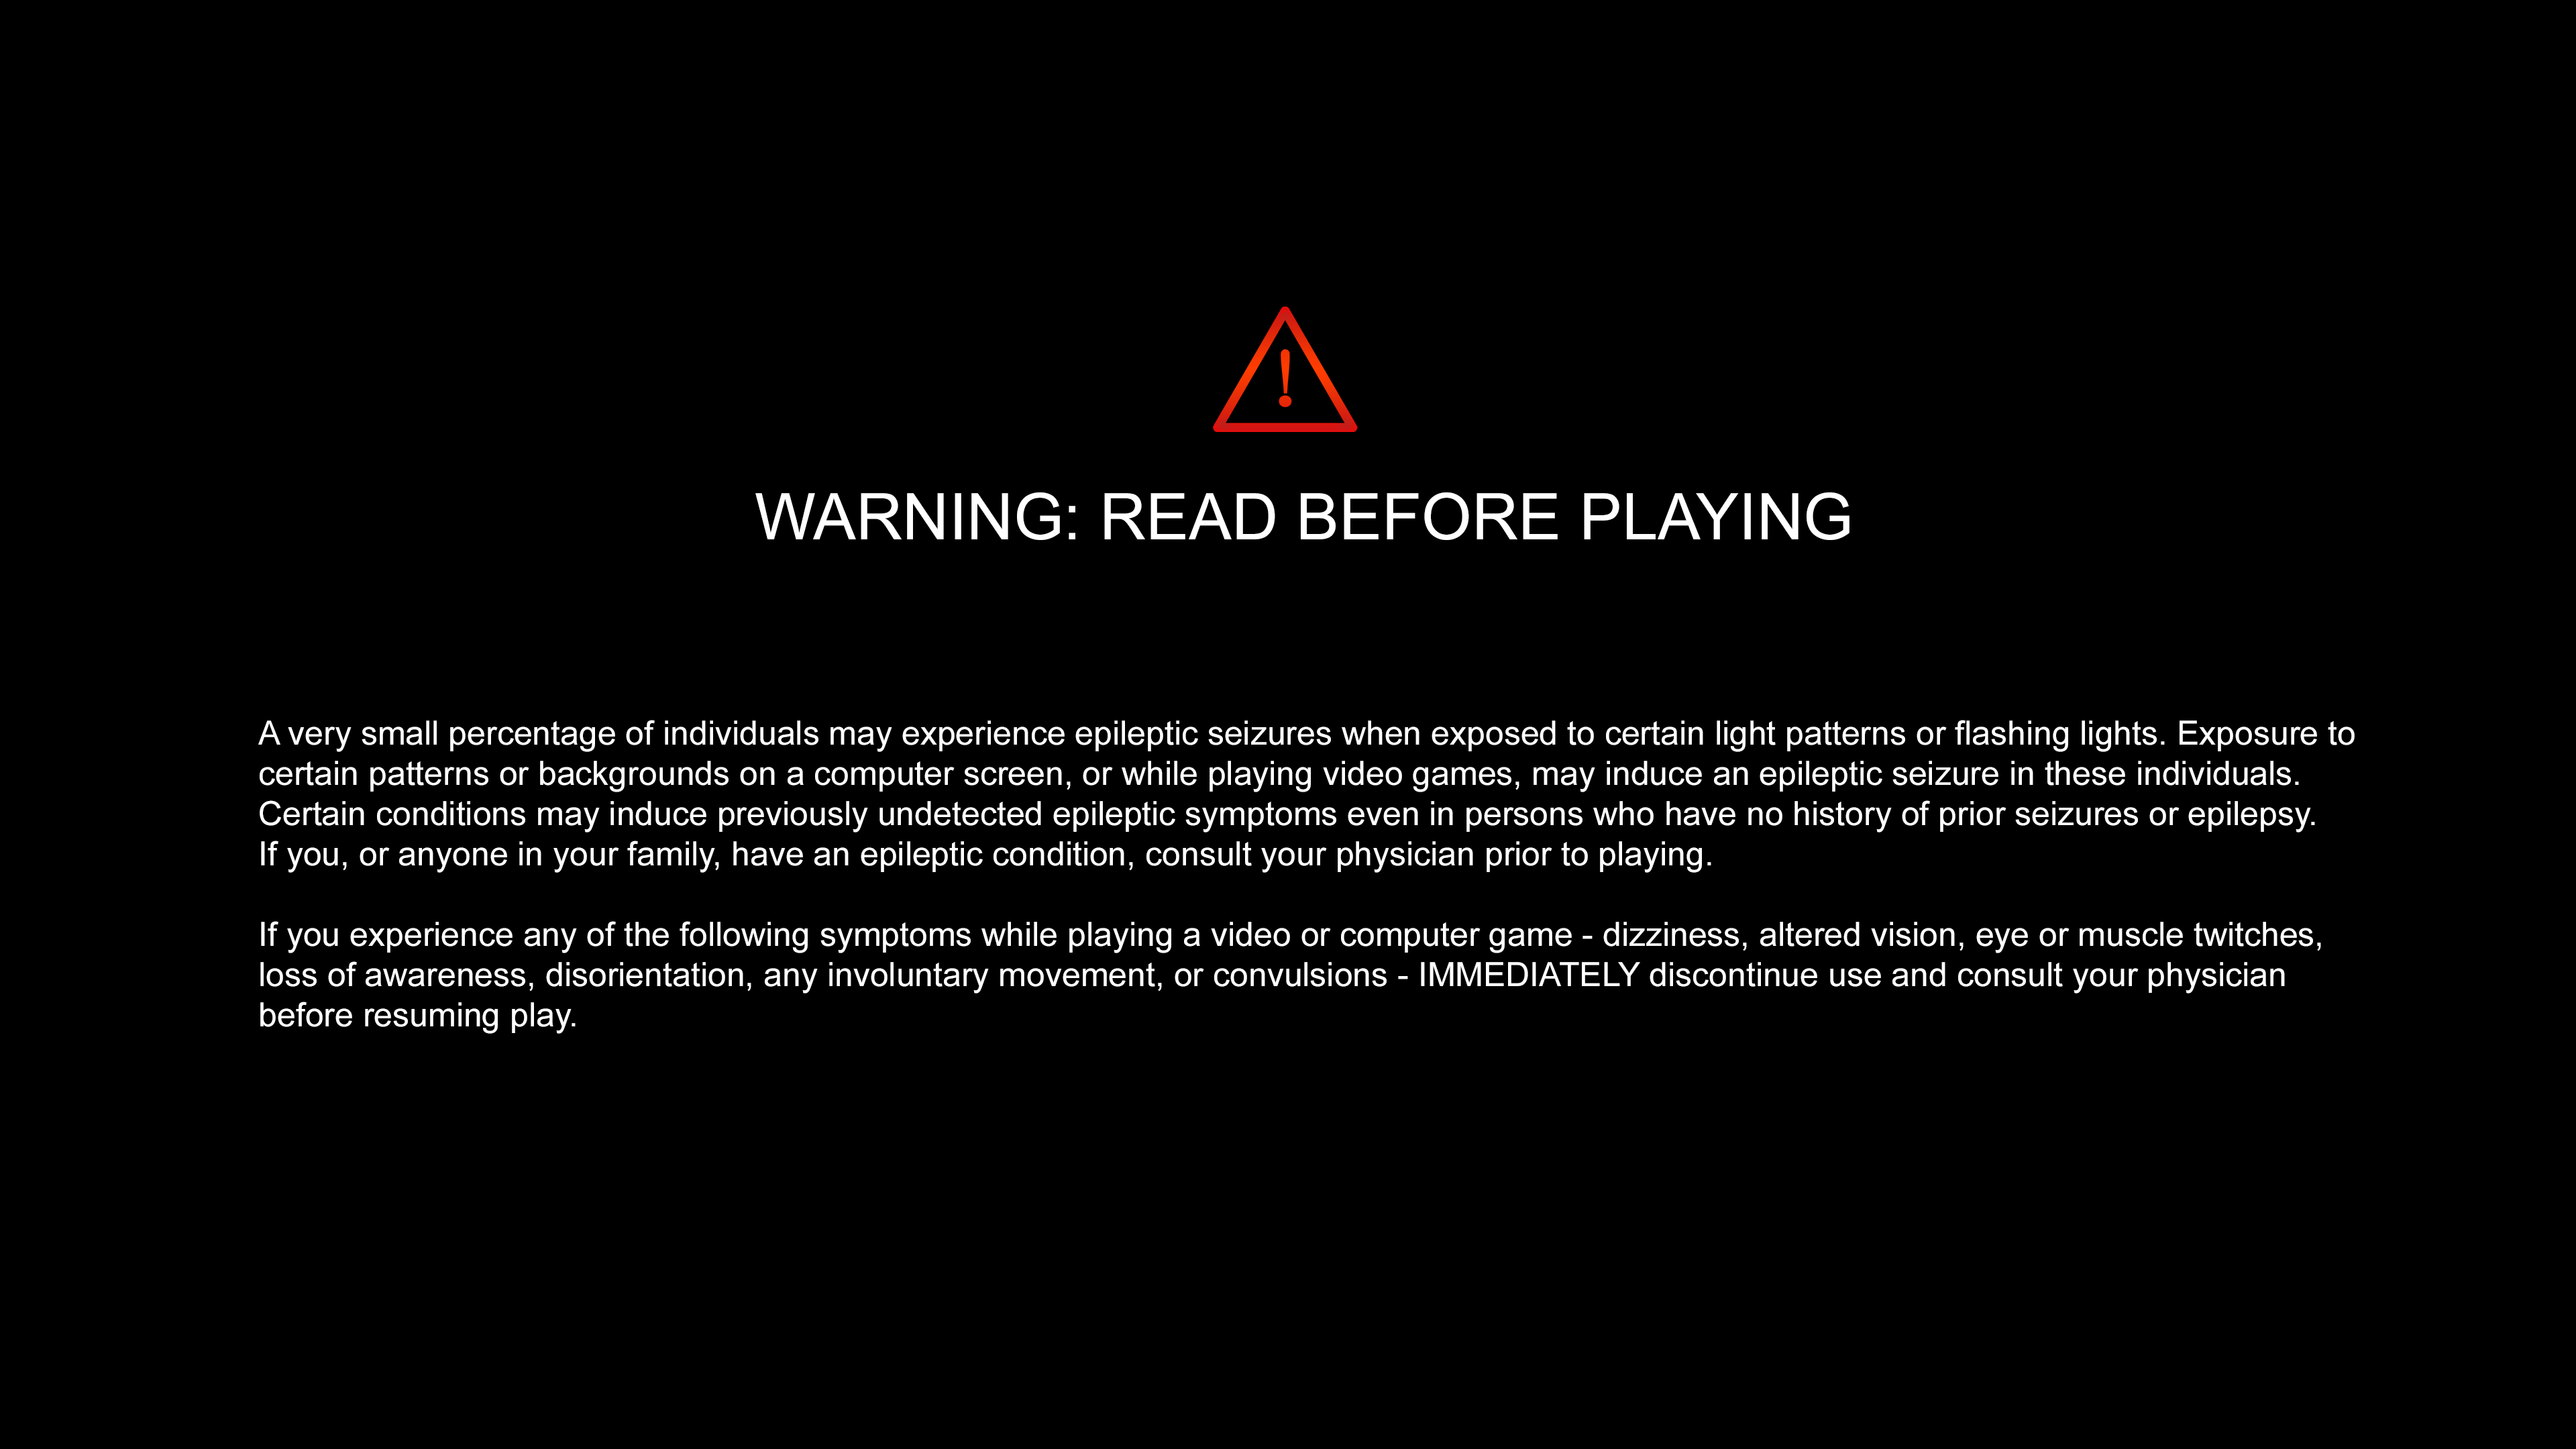 WARNING: READ BEFORE PLAYING
A very small percentage of individuals may experience epileptic seizures when exposed to certain light patterns or flashing lights. Exposure to
certain patterns or backgrounds on a computer screen, or while playing video games, may induce an epileptic seizure in these individuals.
Certain conditions may induce previously undetected epileptic symptoms even in persons who have no history of prior seizures or epilepsy.
If you, or anyone in your family, have an epileptic condition, consult your physician prior to playing.
If you experience any of the following symptoms while playing a video or computer game - dizziness, altered vision, eye or muscle twitches,
loss of awareness, disorientation, any involuntary movement, or convulsions - IMMEDIATELY discontinue use and consult your physician
before resuming play.